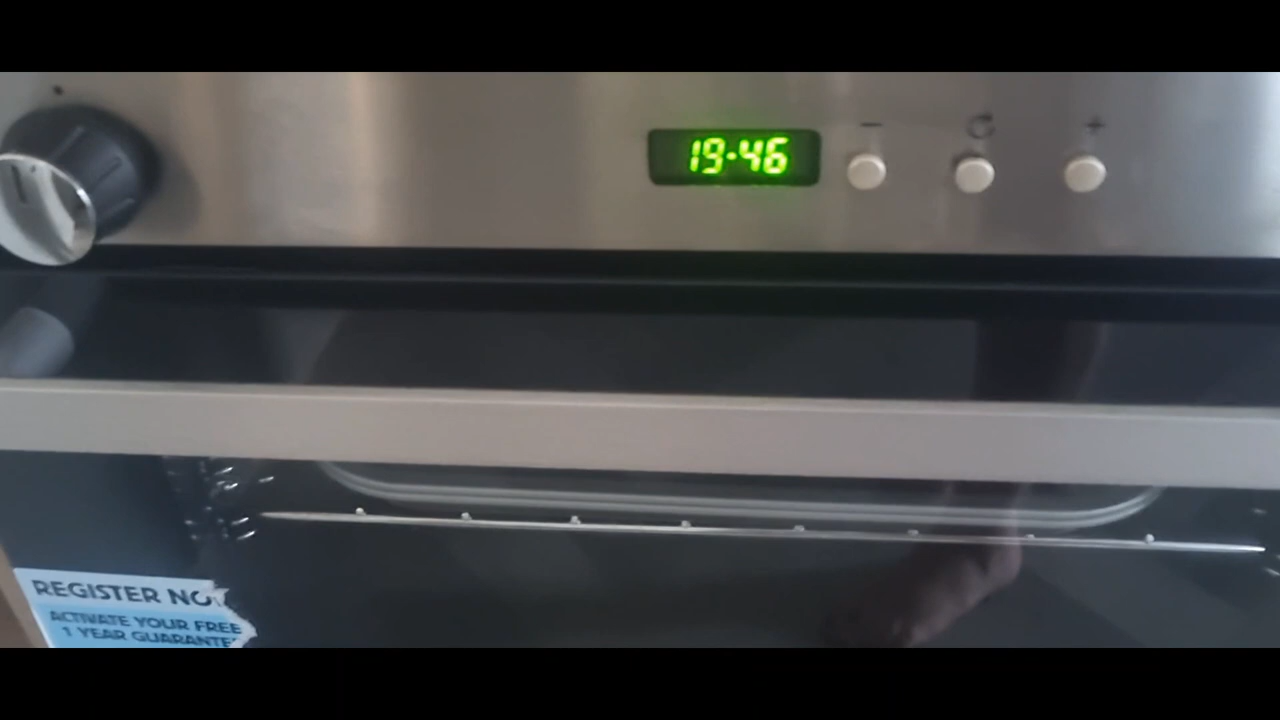 19·46
- +
REGISTER NO
ACTIVATE YOUR FREE
1 YEAR GUARANTE